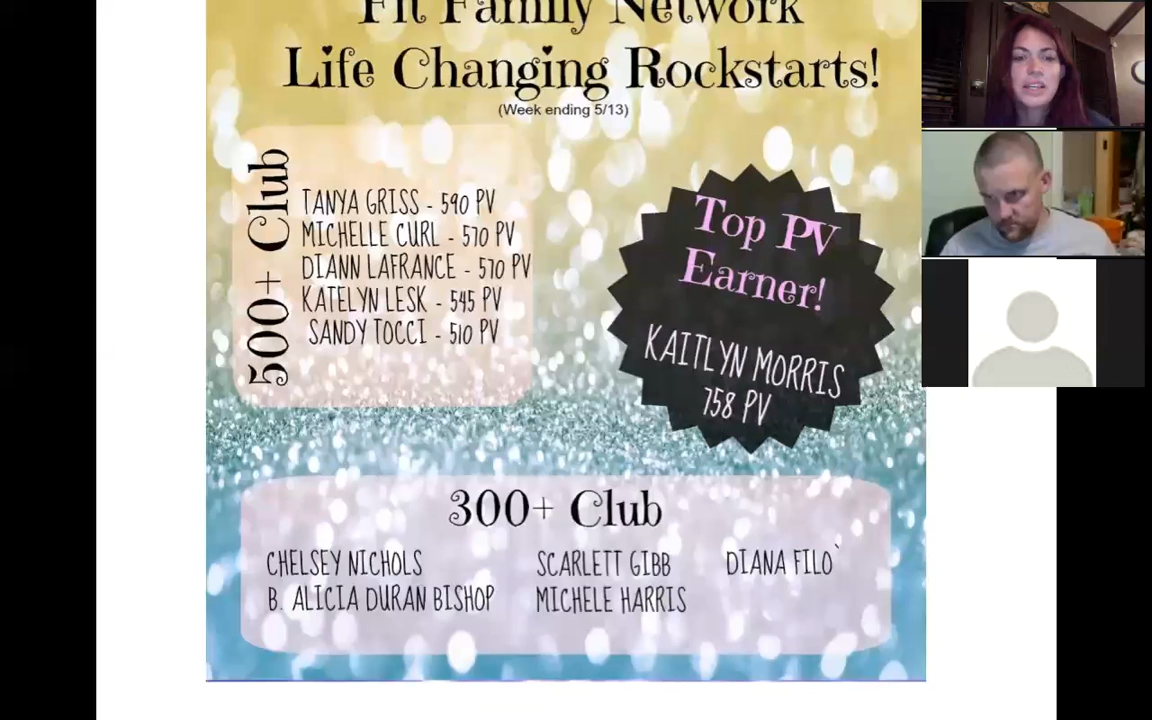 Fit Family Network
Life Changing Rockstarts!
(Week ending 5/13)
500+ Club
TANYA GRISS - 590 PV
MICHELLE CURL - 570 PV
DIANN LAFRANCE - 570 PV
KATELYN LESK - 545 PV
SANDY TOCCI - 510 PV
Top PV
Earner!
KAITLYN MORRIS
758 PV
300+ Club
CHELSEY NICHOLS
B. ALICIA DURAN BISHOP
SCARLETT GIBB
MICHELE HARRIS
DIANA FILO`